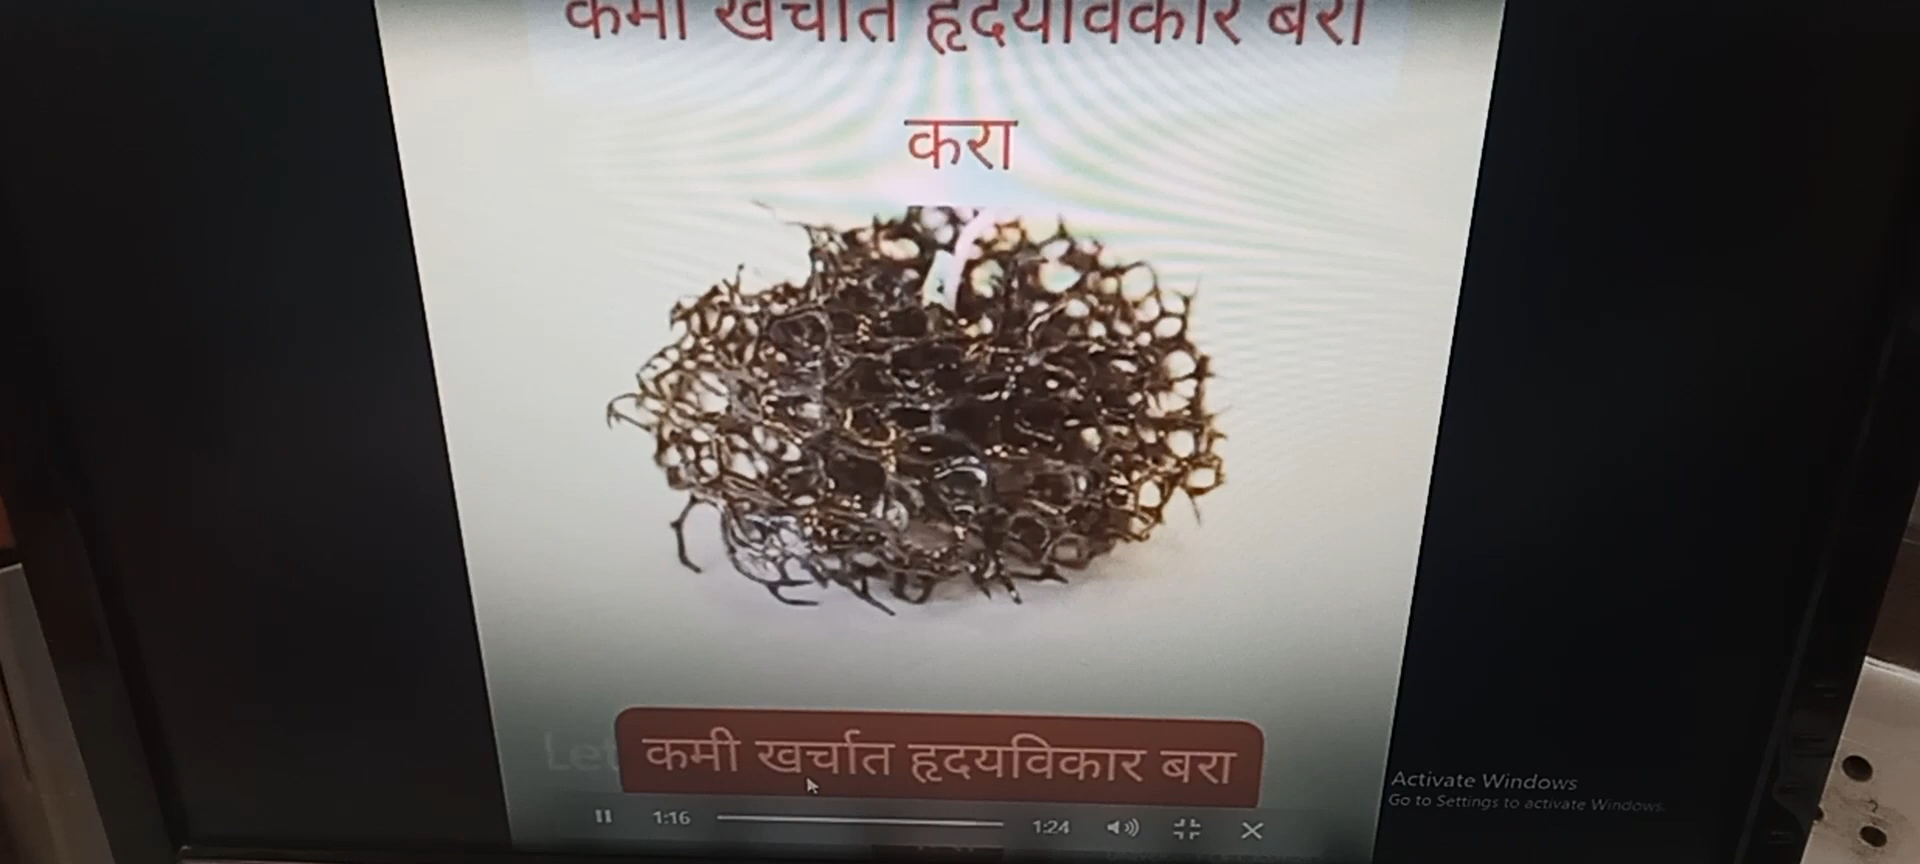 कमी खर्चात हृदयविकार बरा
करा
Let
कमी खर्चात हृदयविकार बरा
1:16
1:24
Activate Windows
Go to Settings to activate Windows.